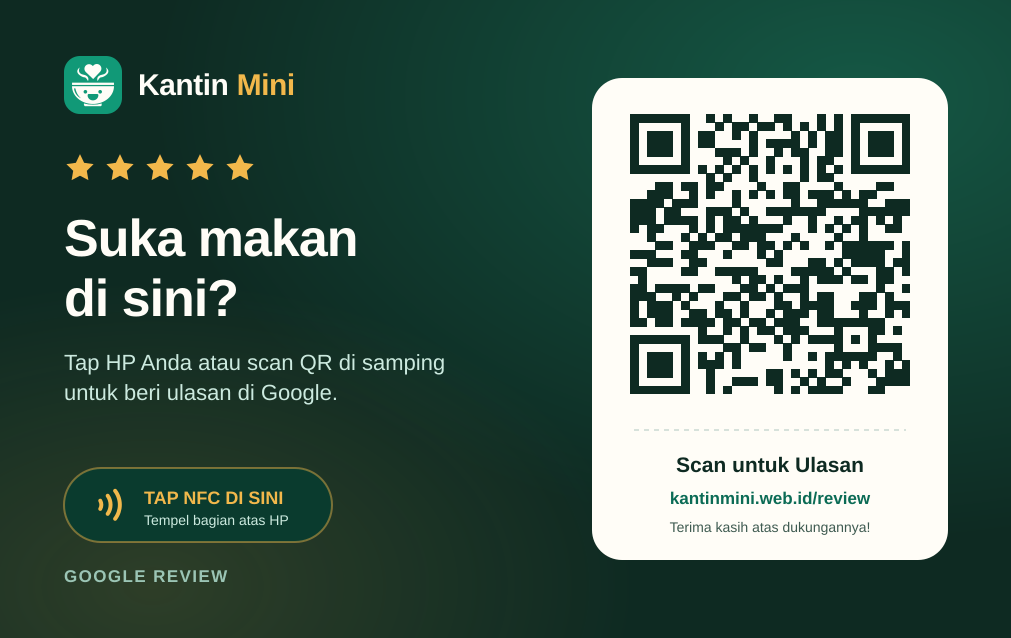 Kantin Mini
Suka makan
di sini?
Tap HP Anda atau scan QR di samping
untuk beri ulasan di Google.
TAP NFC DI SINI
Tempel bagian atas HP
GOOGLE REVIEW
Scan untuk Ulasan
kantinmini.web.id/review
Terima kasih atas dukungannya!